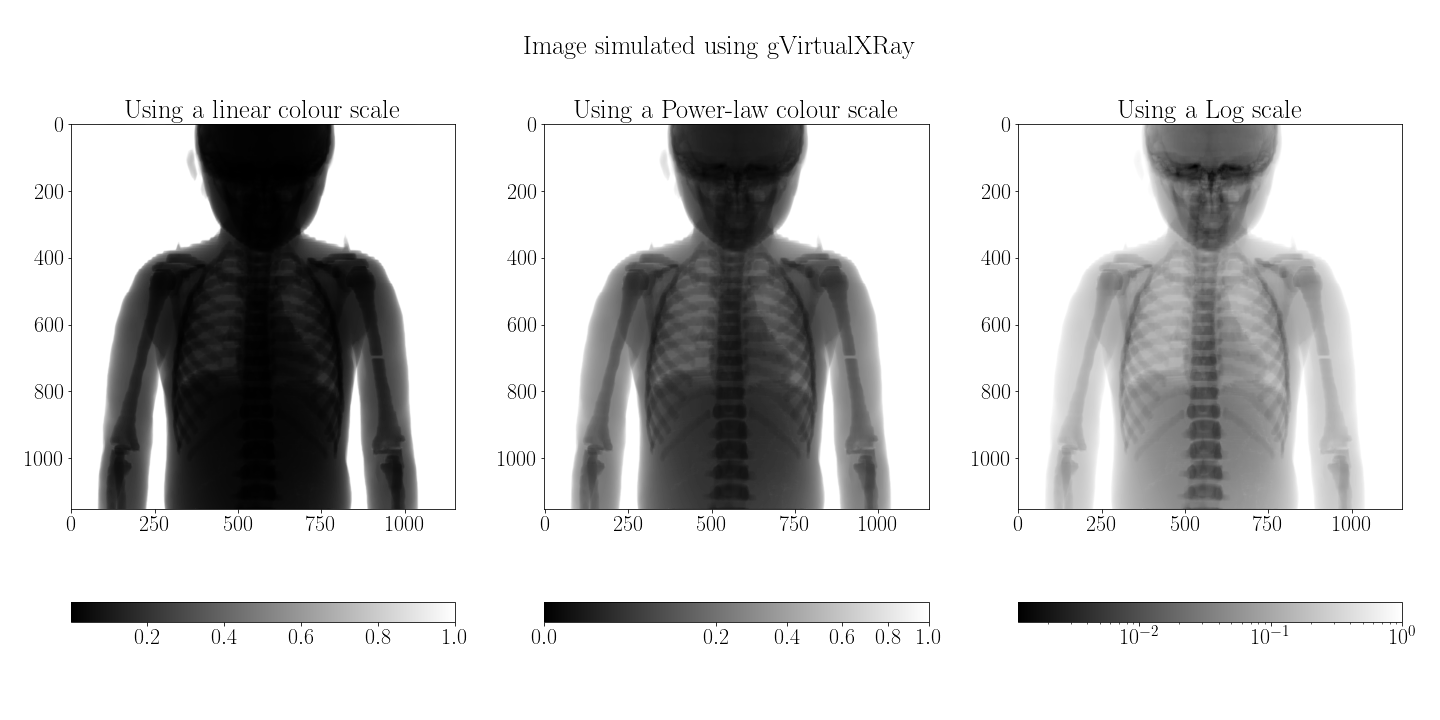 Image simulated using gVirtualXRay
Using a linear colour scale
0
200
400
600
800
1000
0 250 500 750 1000
0.2 0.4 0.6 0.8 1.0
Using a Power-law colour scale
0
200
400
600
800
1000
0 250 500 750 1000
0.0 0.2 0.4 0.6 0.8 1.0
Using a Log scale
0
200
400
600
800
1000
0 250 500 750 1000
10⁻² 10⁻¹ 10⁰